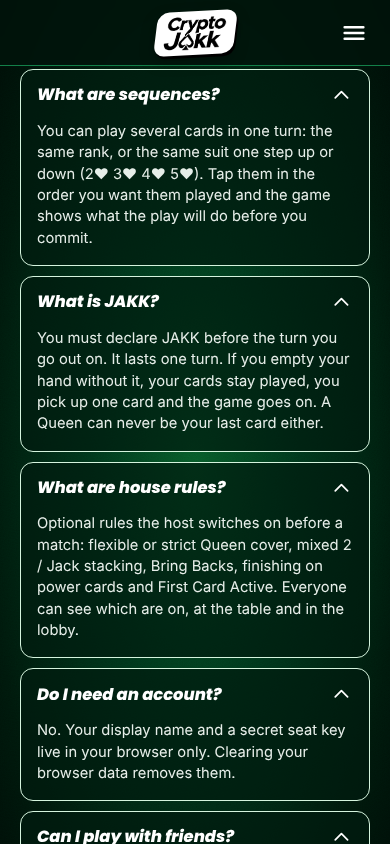 Crypto
JAkk
What are sequences?
You can play several cards in one turn: the
same rank, or the same suit one step up or
down (2♥ 3♥ 4♥ 5♥). Tap them in the
order you want them played and the game
shows what the play will do before you
commit.
What is JAKK?
You must declare JAKK before the turn you
go out on. It lasts one turn. If you empty your
hand without it, your cards stay played, you
pick up one card and the game goes on. A
Queen can never be your last card either.
What are house rules?
Optional rules the host switches on before a
match: flexible or strict Queen cover, mixed 2
/ Jack stacking, Bring Backs, finishing on
power cards and First Card Active. Everyone
can see which are on, at the table and in the
lobby.
Do I need an account?
No. Your display name and a secret seat key
live in your browser only. Clearing your
browser data removes them.
Can I play with friends?